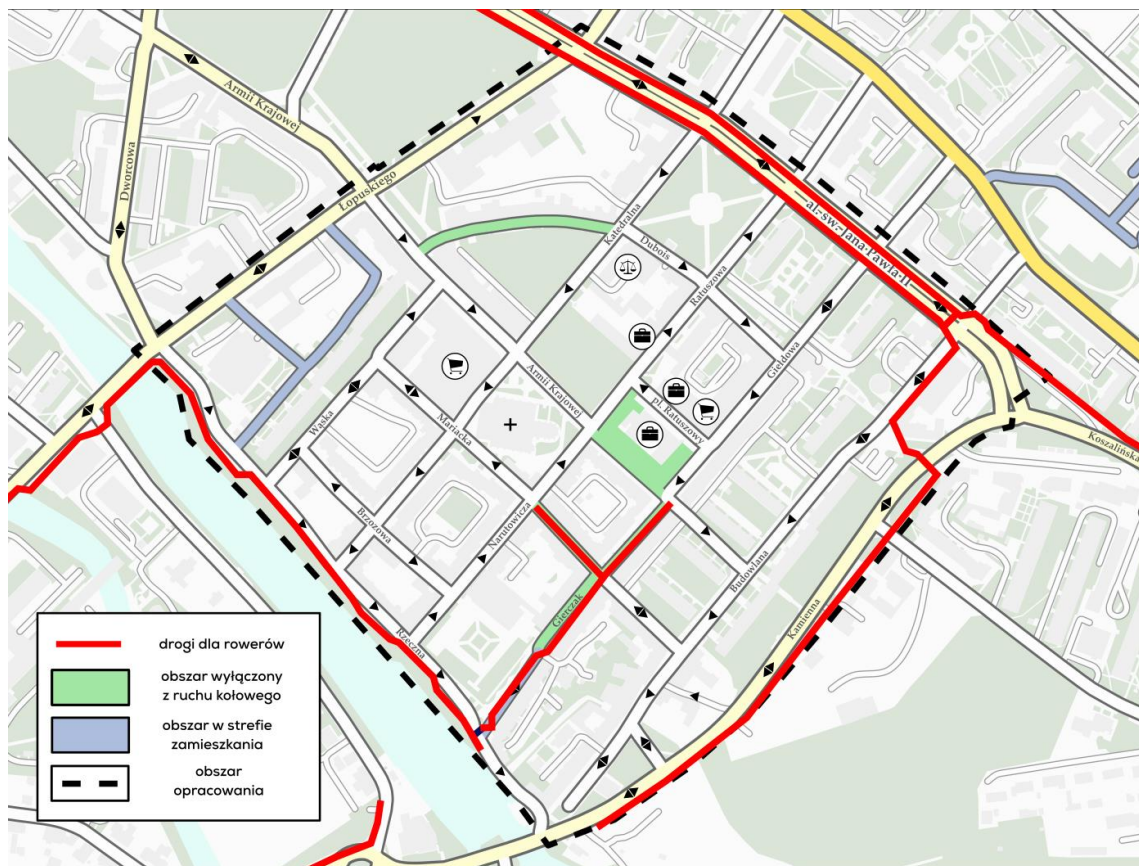 Armii Krajowej
Dworcowa
Łopuskiego
Katedralna
Dubois
al. św. Jana Pawła II
Ratuszowa
Giełdowa
Armii Krajowej
pl. Ratuszowy
Wąska
Mariacka
Koszalińska
Brzozowa
Narutowicza
Budowlana
Gierczak
Kamienna
Rzeczna
drogi dla rowerów
obszar wyłączony
z ruchu kołowego
obszar w strefie
zamieszkania
obszar
opracowania